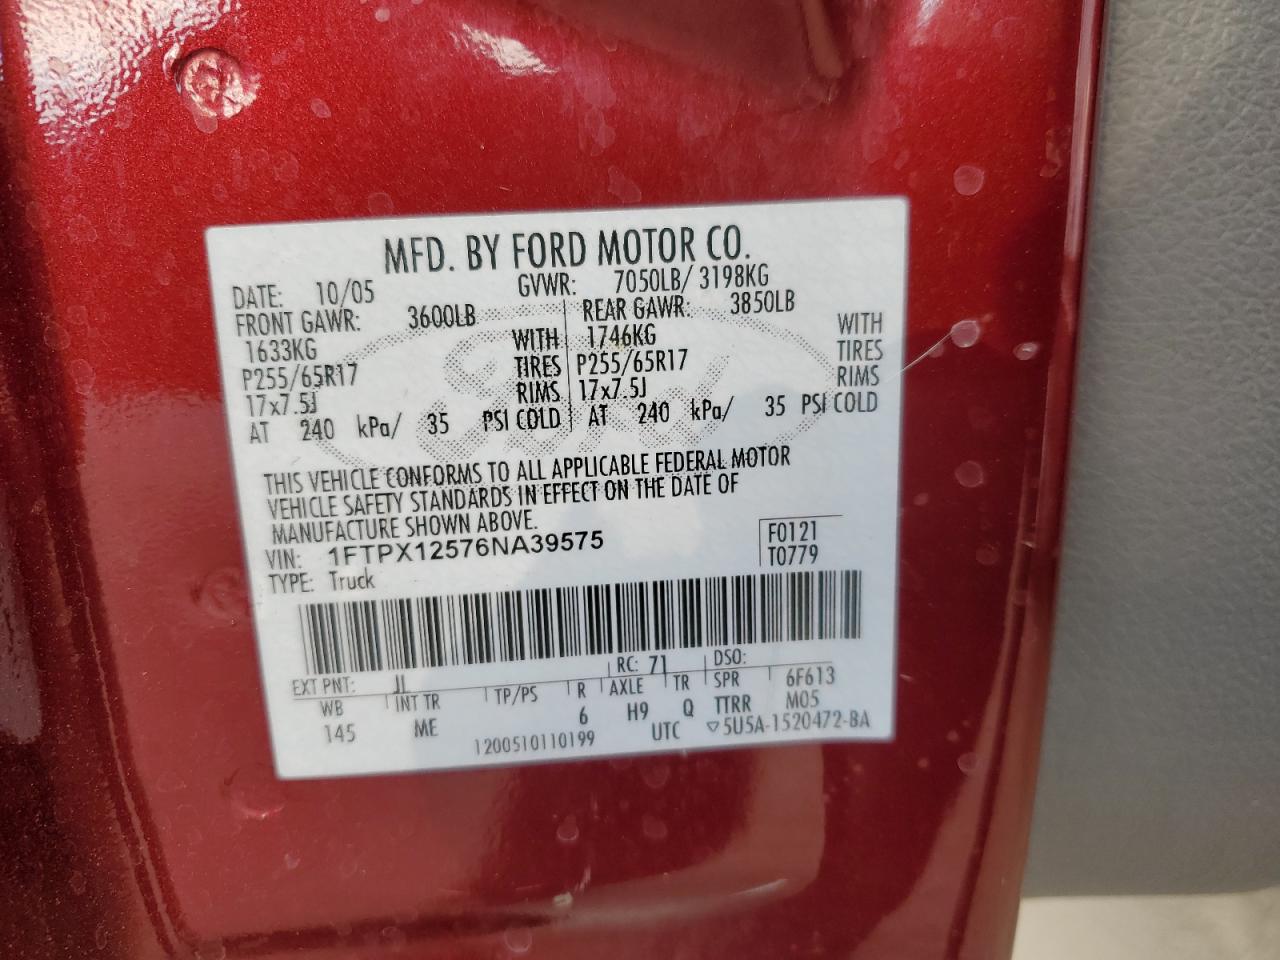 MFD. BY FORD MOTOR CO.
DATE: 10/05 GVWR: 7050LB/ 3198KG
FRONT GAWR: 3600LB REAR GAWR: 3850LB
1633KG WITH 1746KG WITH
P255/65R17 TIRES P255/65R17 TIRES
17x7.5J RIMS 17x7.5J RIMS
AT 240 kPa/ 35 PSI COLD AT 240 kPa/ 35 PSI COLD
THIS VEHICLE CONFORMS TO ALL APPLICABLE FEDERAL MOTOR
VEHICLE SAFETY STANDARDS IN EFFECT ON THE DATE OF
MANUFACTURE SHOWN ABOVE.
VIN: 1FTPX12576NA39575 F0121
TYPE: Truck T0779
EXT PNT: JL RC: 71 DSO:
WB INT TR TP/PS R AXLE TR SPR 6F613
145 ME 6 H9 Q TTRR M05
1200510110199 UTC ▽5U5A-1520472-BA
Ford